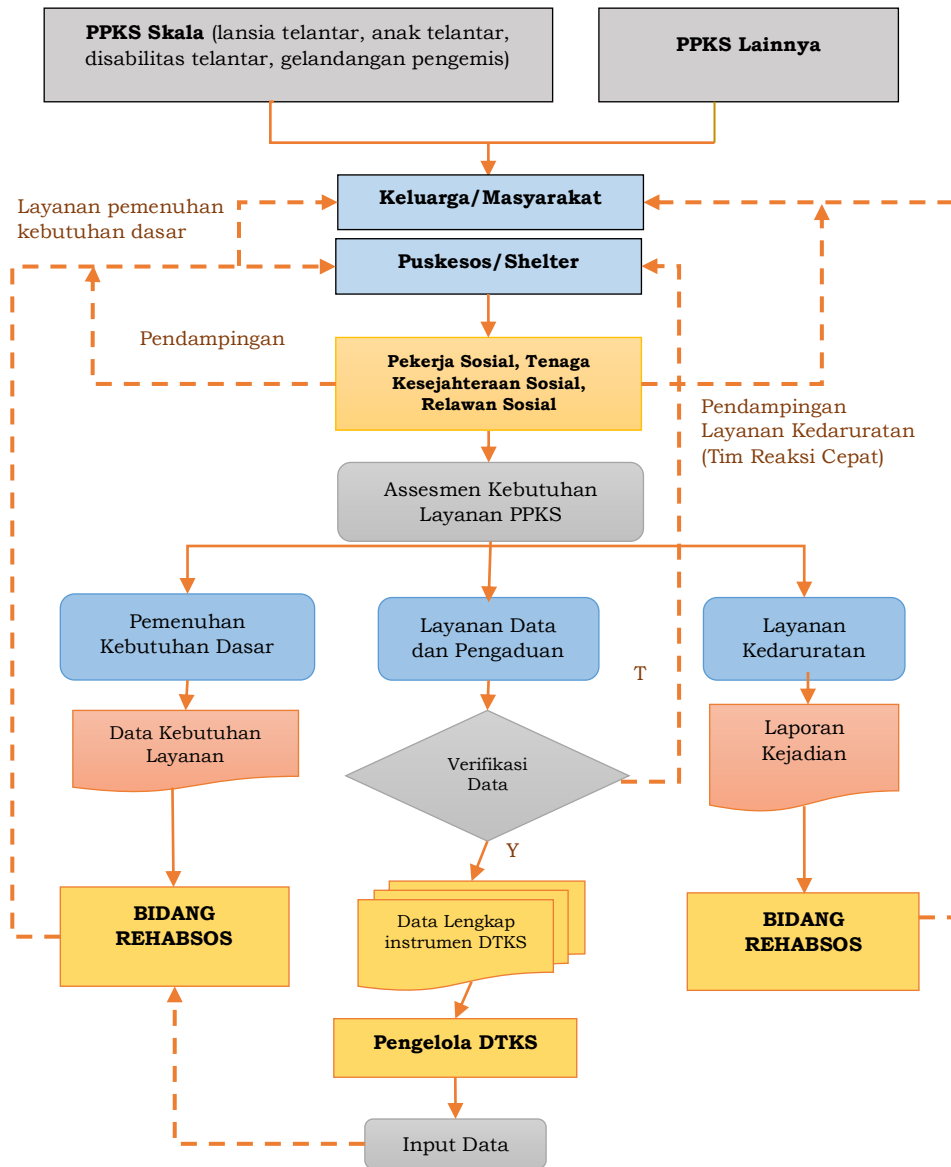 PPKS Skala (lansia telantar, anak telantar,
disabilitas telantar, gelandangan pengemis)
PPKS Lainnya
Keluarga/Masyarakat
Layanan pemenuhan
kebutuhan dasar
Puskesos/Shelter
Pendampingan
Pekerja Sosial, Tenaga
Kesejahteraan Sosial,
Relawan Sosial
Pendampingan
Layanan Kedaruratan
(Tim Reaksi Cepat)
Assesmen Kebutuhan
Layanan PPKS
Pemenuhan
Kebutuhan Dasar
Layanan Data
dan Pengaduan
Layanan
Kedaruratan
T
Data Kebutuhan
Layanan
Verifikasi
Data
Laporan
Kejadian
Y
BIDANG
REHABSOS
Data Lengkap
instrumen DTKS
BIDANG
REHABSOS
Pengelola DTKS
Input Data